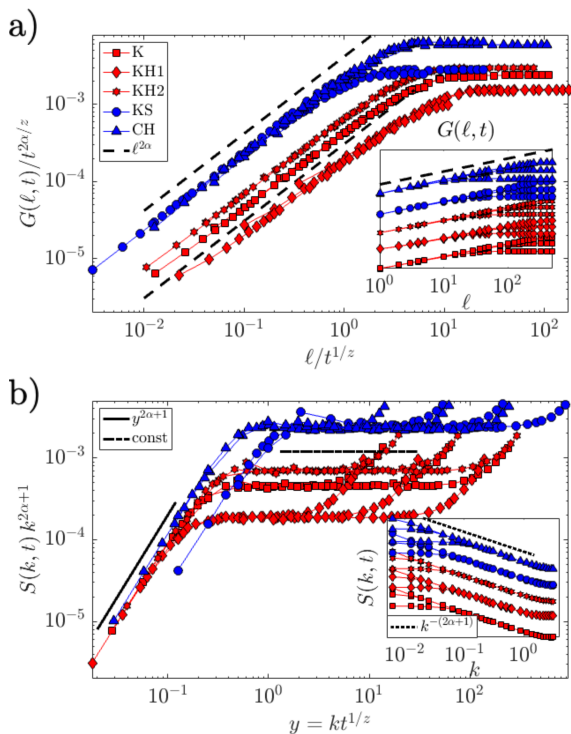 a)
G(ℓ, t)/t^{2α/z}
10^{-3}
10^{-4}
10^{-5}
K
KH1
KH2
KS
CH
ℓ^{2α}
G(ℓ, t)
10^0
10^1
10^2
ℓ
10^{-2}
10^{-1}
10^0
10^1
10^2
ℓ/t^{1/z}
b)
S(k, t) k^{2α+1}
10^{-3}
10^{-4}
10^{-5}
y^{2α+1}
const
S(k, t)
k^{-(2α+1)}
10^{-2}
10^{-1}
10^0
k
10^{-1}
10^0
10^1
10^2
y = kt^{1/z}